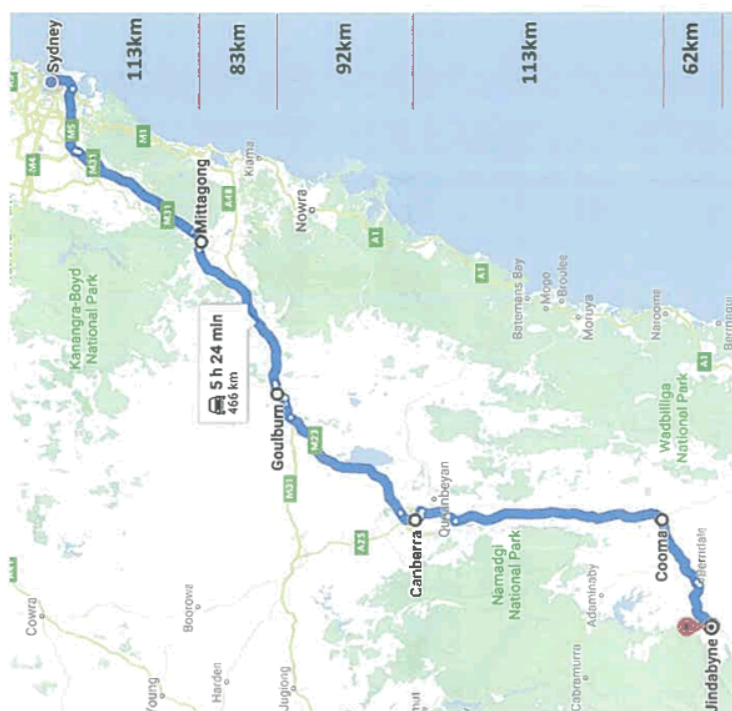 Sydney
113km
M4
M5
M31
M1
83km
Kiama
M31
A48
Mittagong
Nowra
92km
Kanangra-Boyd
National Park
5 h 24 min
466 km
A1
A1
113km
Batemans Bay
Mogo
Broulee
Moruya
Narooma
62km
Goulburn
M31
M23
Wadbilliga
National Park
A1
Canberra
Queanbeyan
A25
Cowra
Boorowa
Young
Harden
Jugiong
Namadgi
National Park
Cooma
Adaminaby
Cabramurra
Jindabyne